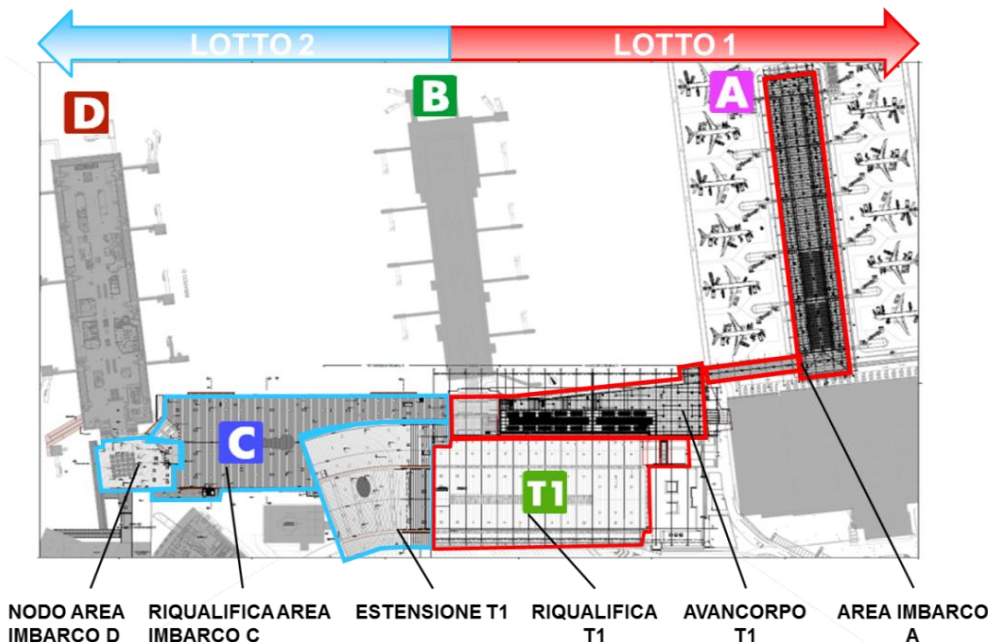 LOTTO 2
LOTTO 1
D
B
A
C
T1
NODO AREA
IMBARCO D
RIQUALIFICA AREA
IMBARCO C
ESTENSIONE T1
RIQUALIFICA
T1
AVANCORPO
T1
AREA IMBARCO
A